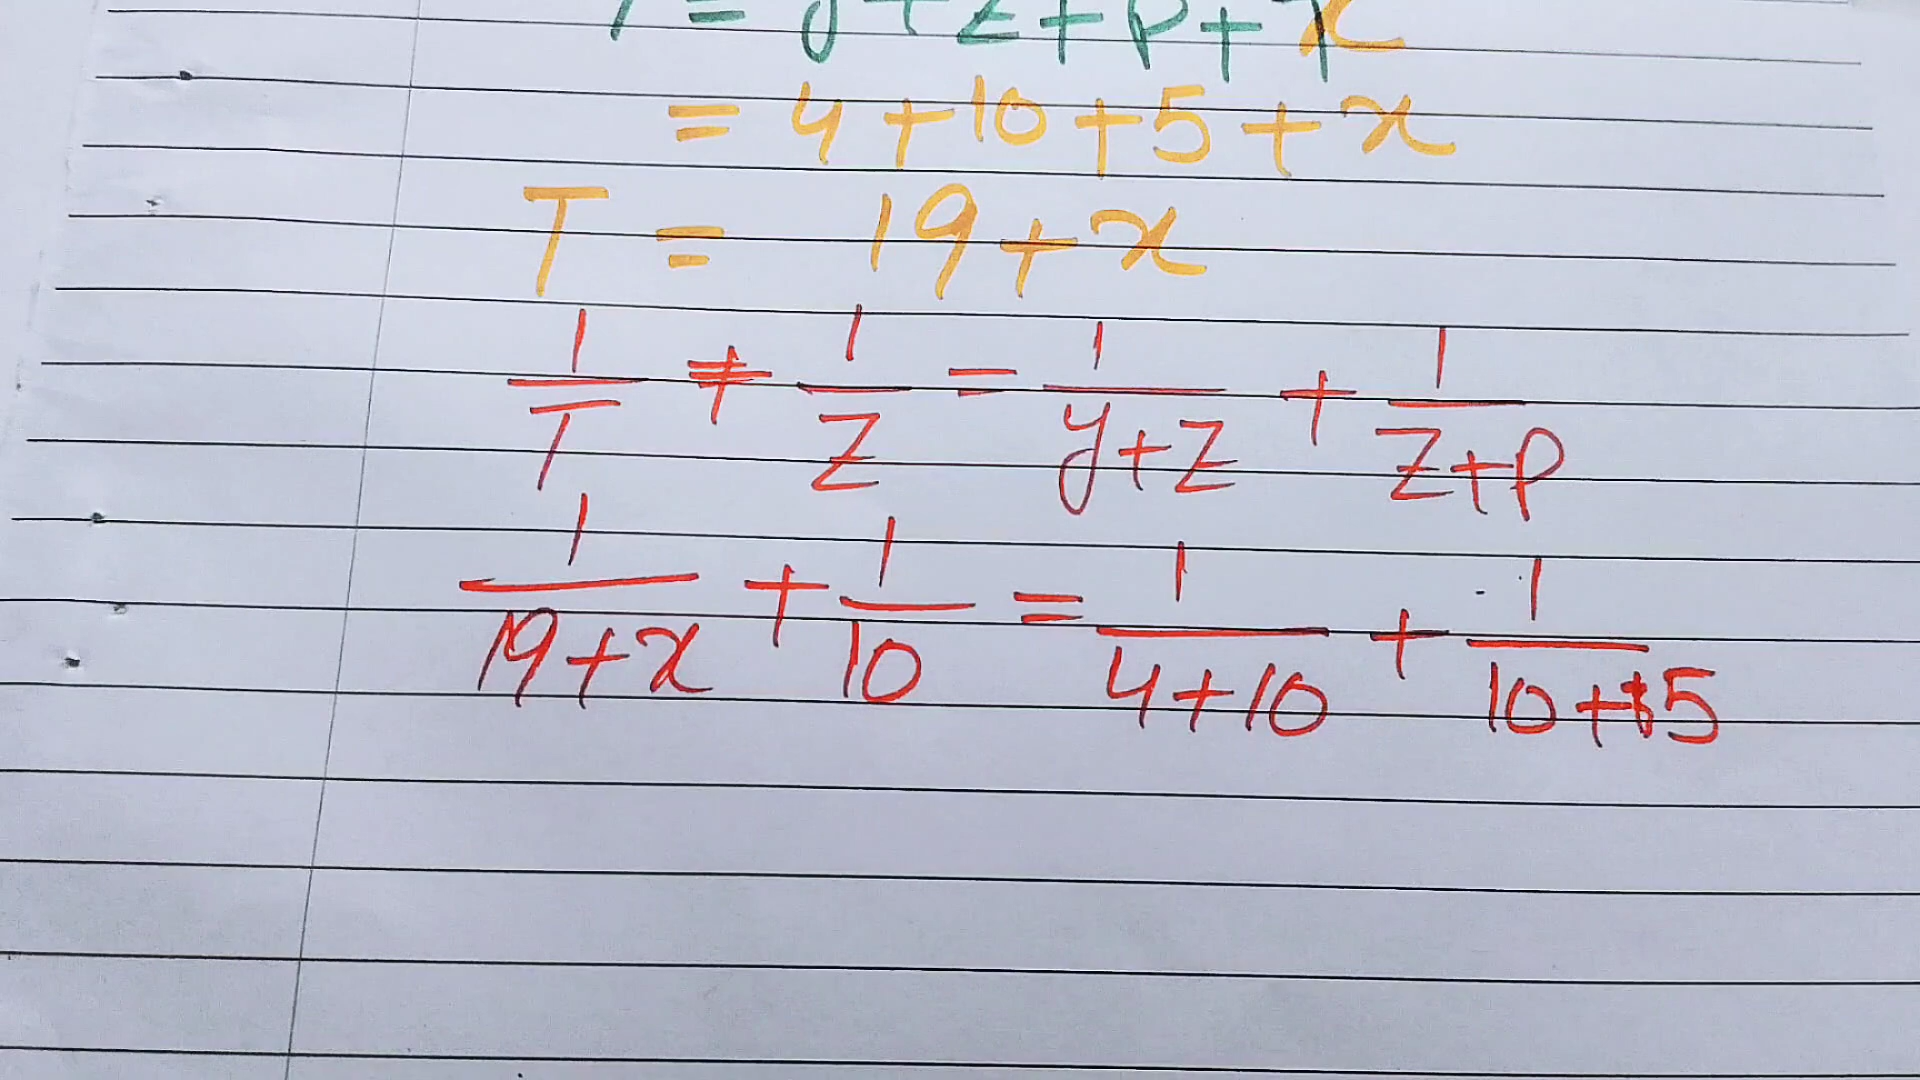 = y + z + p + x
= 4 + 10 + 5 + x
T = 19 + x
1/T + 1/z = 1/(y+z) + 1/(z+p)
1/(19+x) + 1/10 = 1/(4+10) + 1/(10+5)